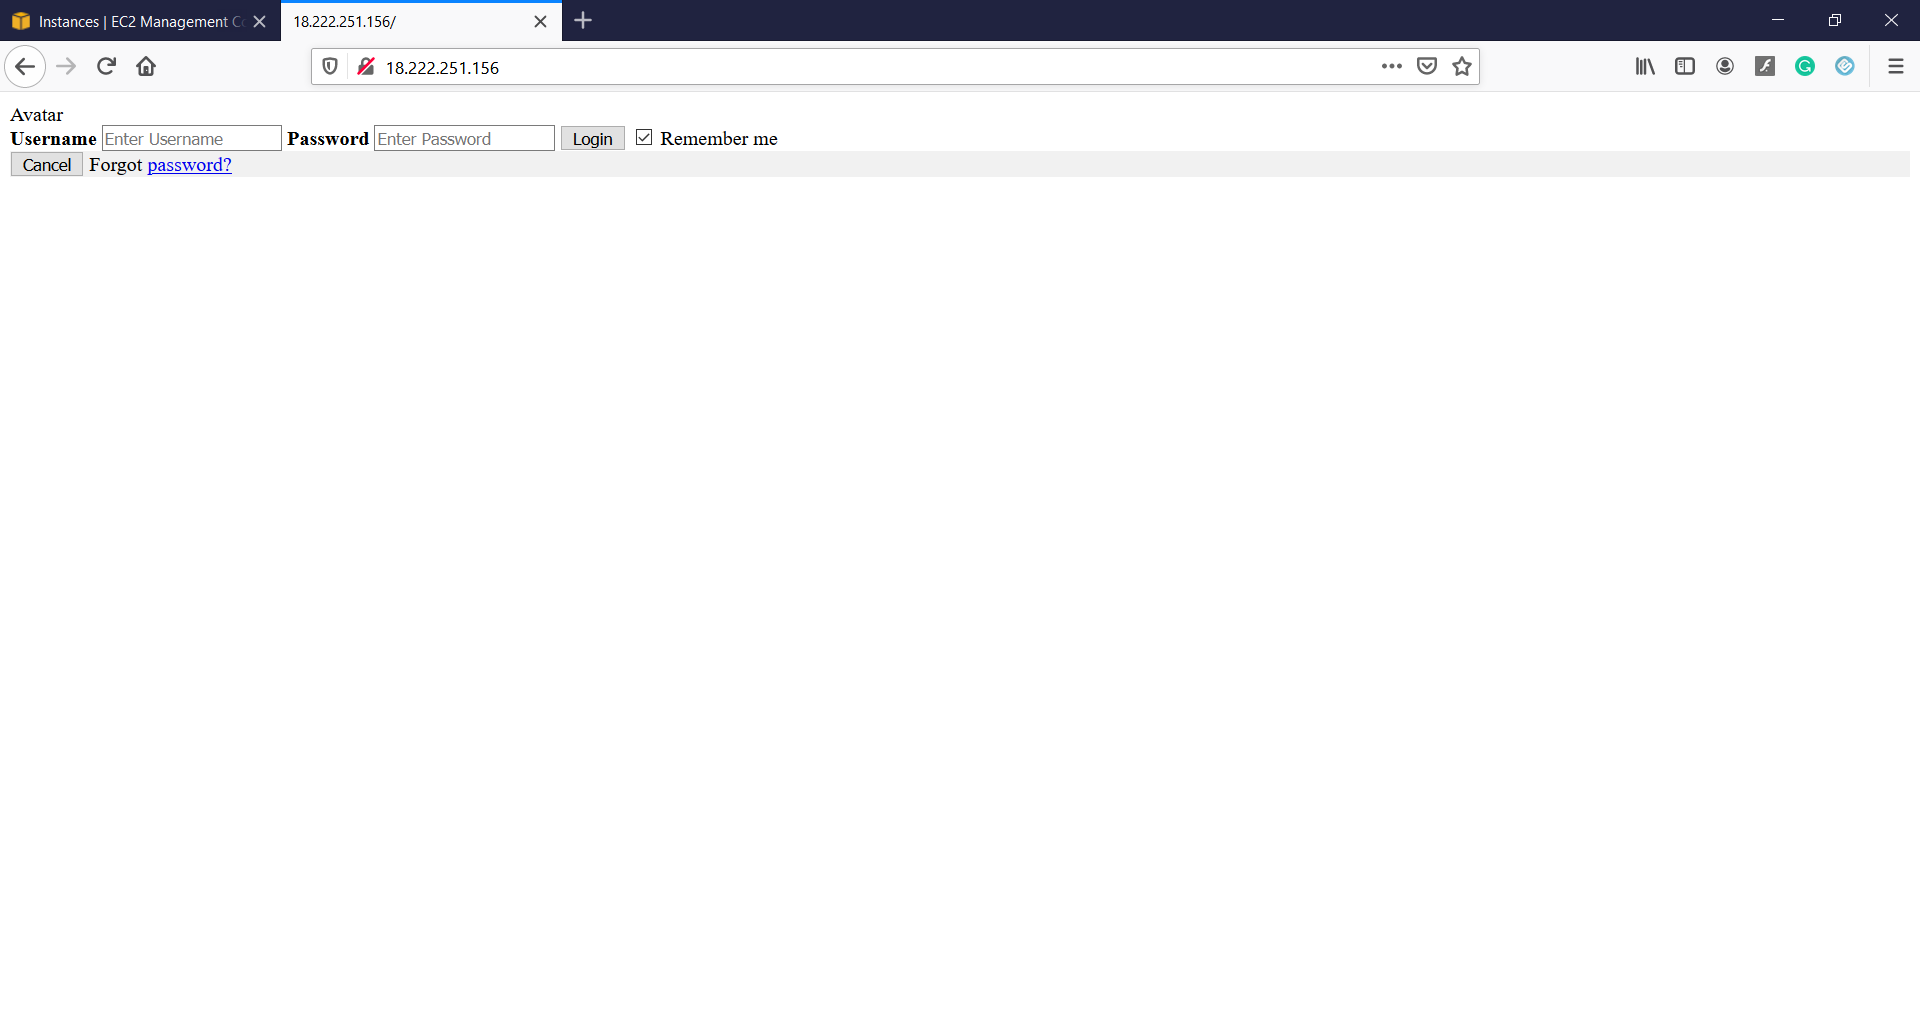 Instances | EC2 Management C
18.222.251.156/
18.222.251.156
Avatar
Username Enter Username Password Enter Password Login Remember me
Cancel Forgot password?